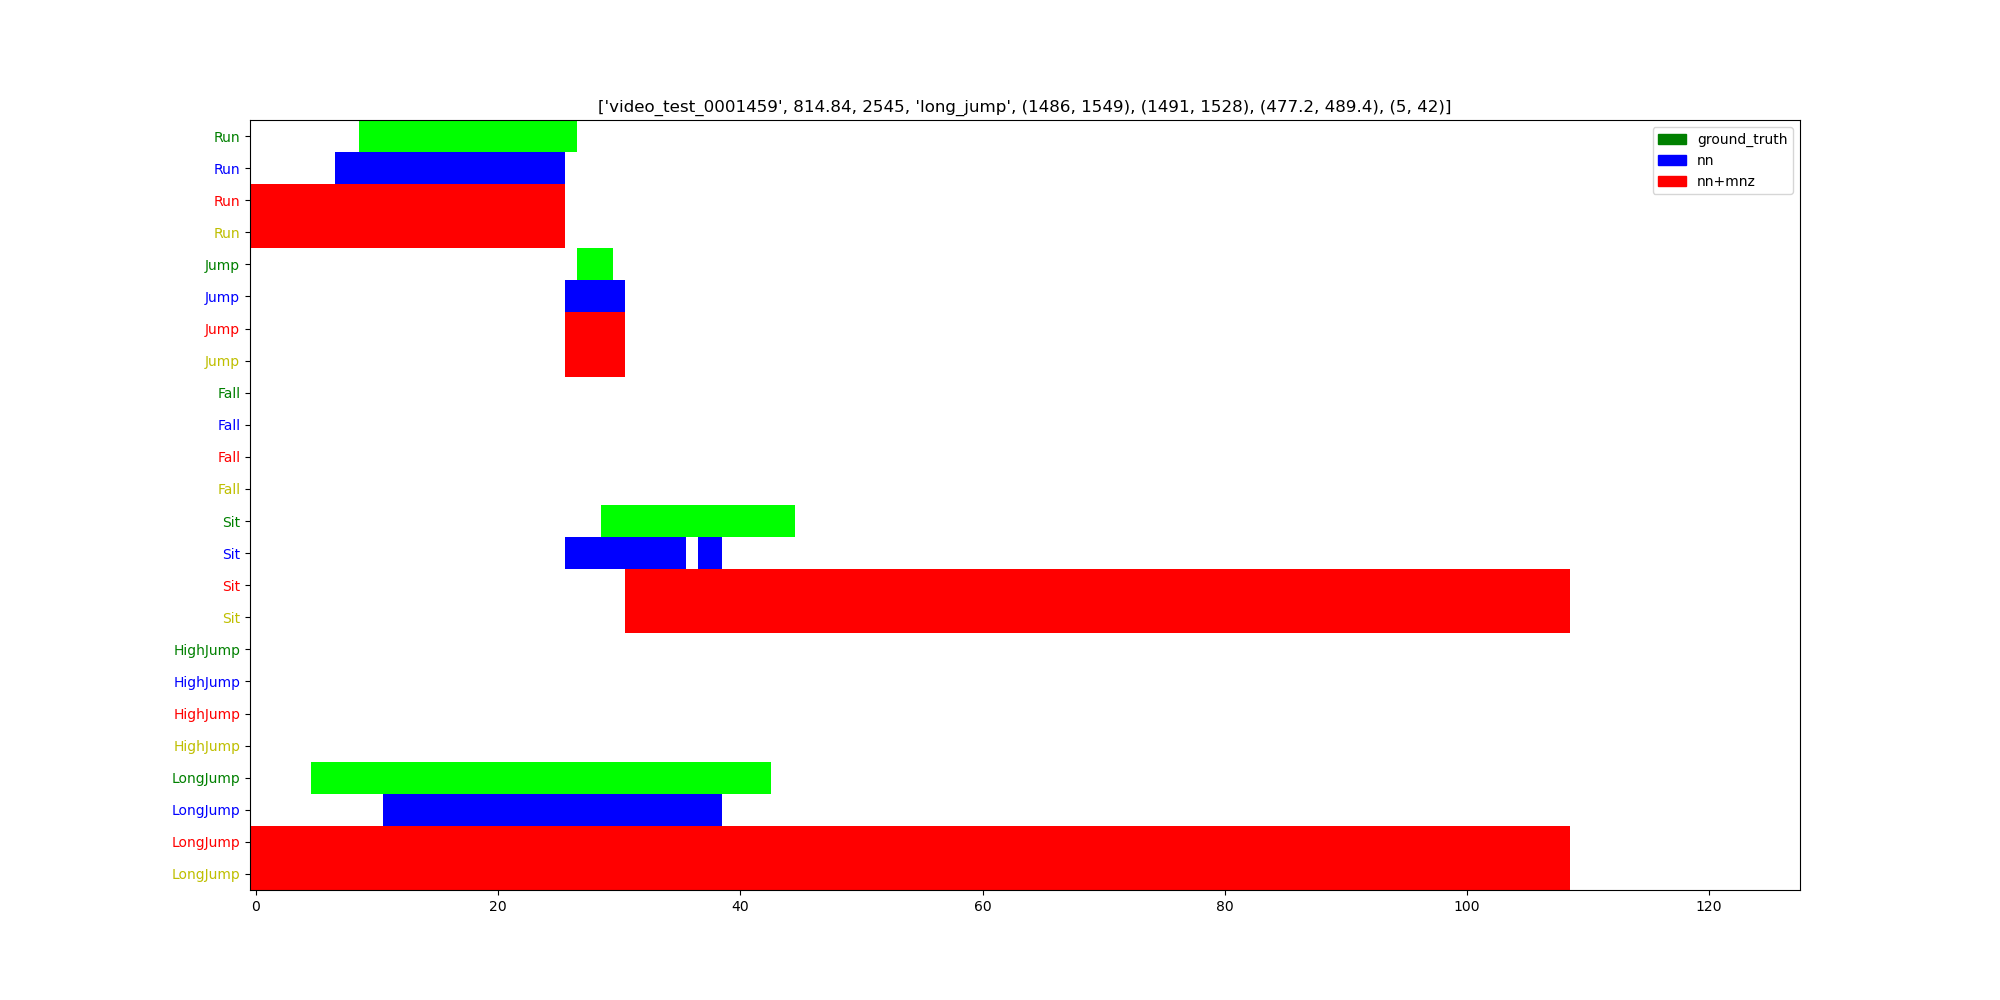 ['video_test_0001459', 814.84, 2545, 'long_jump', (1486, 1549), (1491, 1528), (477.2, 489.4), (5, 42)]
ground_truth
nn
nn+mnz
Run
Run
Run
Run
Jump
Jump
Jump
Jump
Fall
Fall
Fall
Fall
Sit
Sit
Sit
Sit
HighJump
HighJump
HighJump
HighJump
LongJump
LongJump
LongJump
LongJump
0 20 40 60 80 100 120